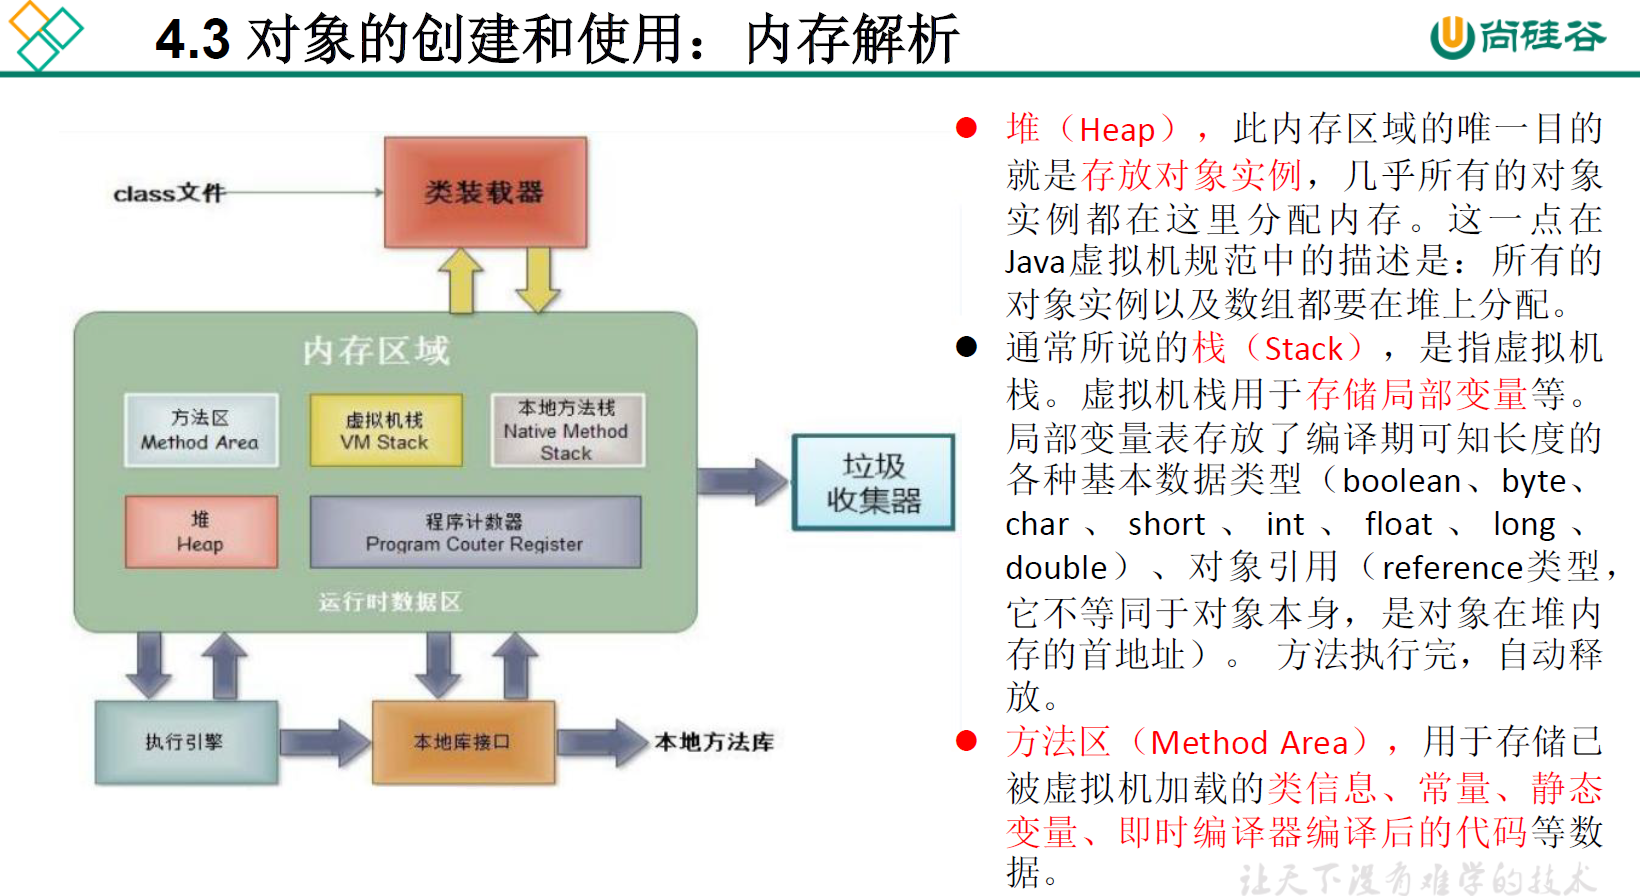 4.3 对象的创建和使用：内存解析
尚硅谷
class文件
类装载器
内存区域
方法区
Method Area
虚拟机栈
VM Stack
本地方法栈
Native Method
Stack
堆
Heap
程序计数器
Program Couter Register
运行时数据区
垃圾
收集器
执行引擎
本地库接口
本地方法库
堆（Heap），此内存区域的唯一目的
就是存放对象实例，几乎所有的对象
实例都在这里分配内存。这一点在
Java虚拟机规范中的描述是：所有的
对象实例以及数组都要在堆上分配。
通常所说的栈（Stack），是指虚拟机
栈。虚拟机栈用于存储局部变量等。
局部变量表存放了编译期可知长度的
各种基本数据类型（boolean、byte、
char、short、int、float、long、
double）、对象引用（reference类型，
它不等同于对象本身，是对象在堆内
存的首地址）。 方法执行完，自动释
放。
方法区（Method Area），用于存储已
被虚拟机加载的类信息、常量、静态
变量、即时编译器编译后的代码等数
据。
让天下没有难学的技术